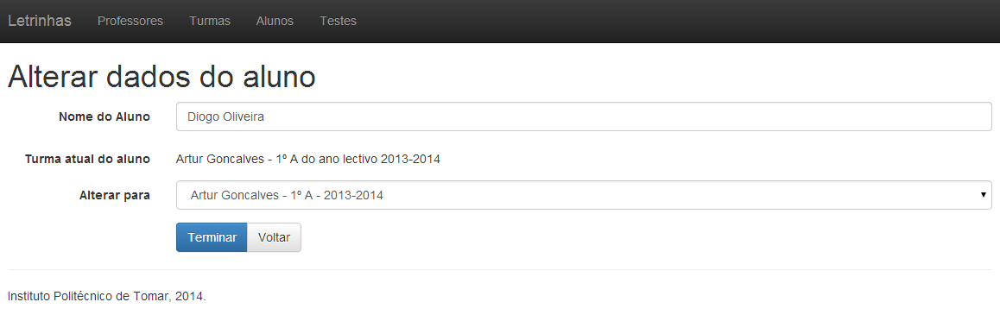 Letrinhas Professores Turmas Alunos Testes
Alterar dados do aluno
Nome do Aluno Diogo Oliveira
Turma atual do aluno Artur Goncalves - 1º A do ano lectivo 2013-2014
Alterar para Artur Goncalves - 1º A - 2013-2014
Terminar Voltar
Instituto Politécnico de Tomar, 2014.